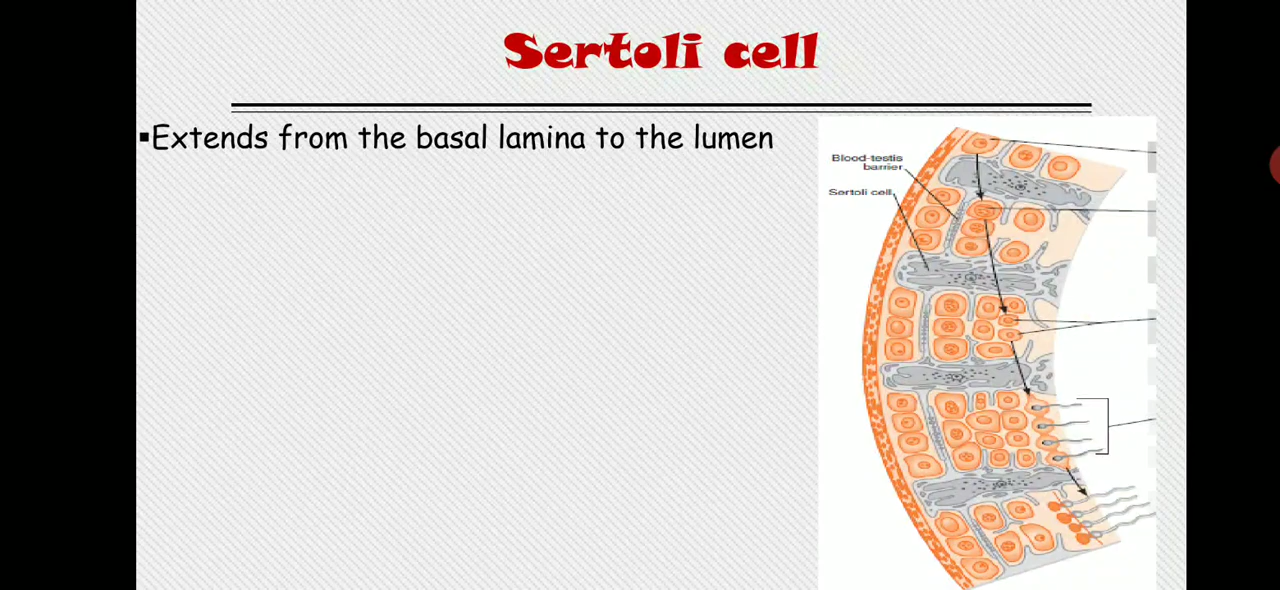 Sertoli cell
▪Extends from the basal lamina to the lumen
Blood-testis
barrier
Sertoli cell